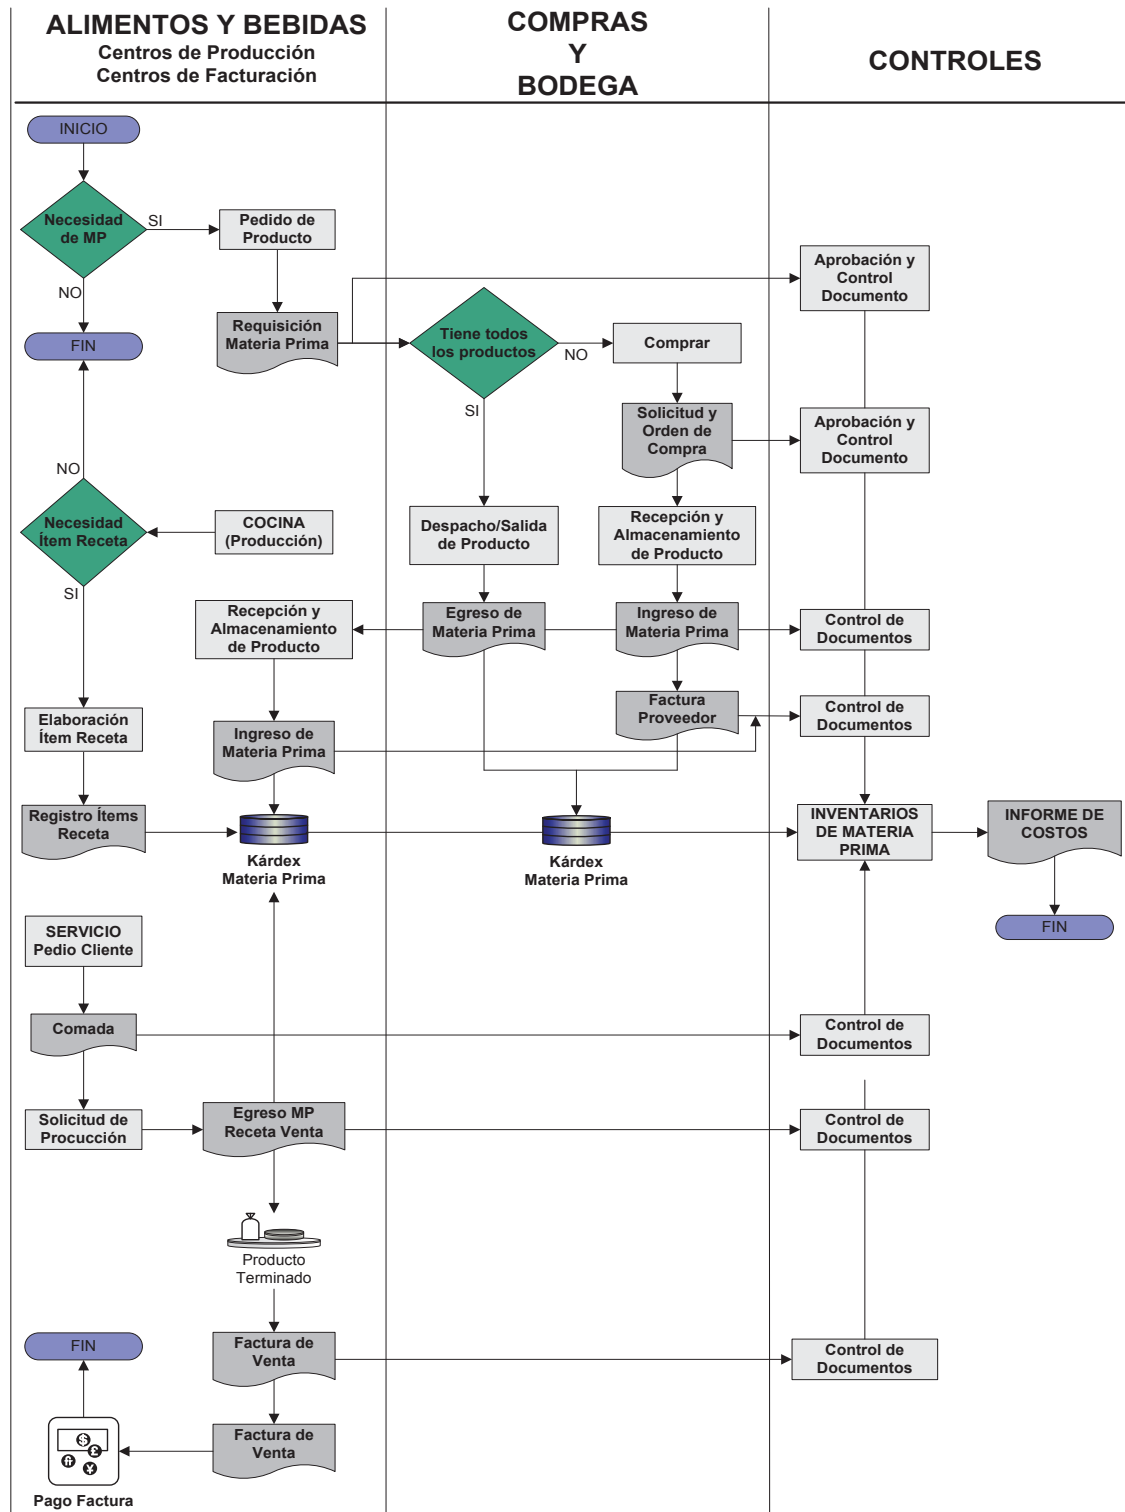 ALIMENTOS Y BEBIDAS
Centros de Producción
Centros de Facturación
COMPRAS
Y
BODEGA
CONTROLES
INICIO
Necesidad
de MP
SI
NO
Pedido de
Producto
Requisición
Materia Prima
FIN
Tiene todos
los productos
NO
SI
Comprar
Aprobación y
Control
Documento
Solicitud y
Orden de
Compra
Aprobación y
Control
Documento
NO
Necesidad
Ítem Receta
SI
COCINA
(Producción)
Despacho/Salida
de Producto
Recepción y
Almacenamiento
de Producto
Recepción y
Almacenamiento
de Producto
Egreso de
Materia Prima
Ingreso de
Materia Prima
Control de
Documentos
Elaboración
Ítem Receta
Ingreso de
Materia Prima
Factura
Proveedor
Control de
Documentos
Registro Ítems
Receta
Kárdex
Materia Prima
Kárdex
Materia Prima
INVENTARIOS
DE MATERIA
PRIMA
INFORME DE
COSTOS
FIN
SERVICIO
Pedio Cliente
Comada
Control de
Documentos
Solicitud de
Procucción
Egreso MP
Receta Venta
Control de
Documentos
Producto
Terminado
FIN
Factura de
Venta
Control de
Documentos
Factura de
Venta
Pago Factura